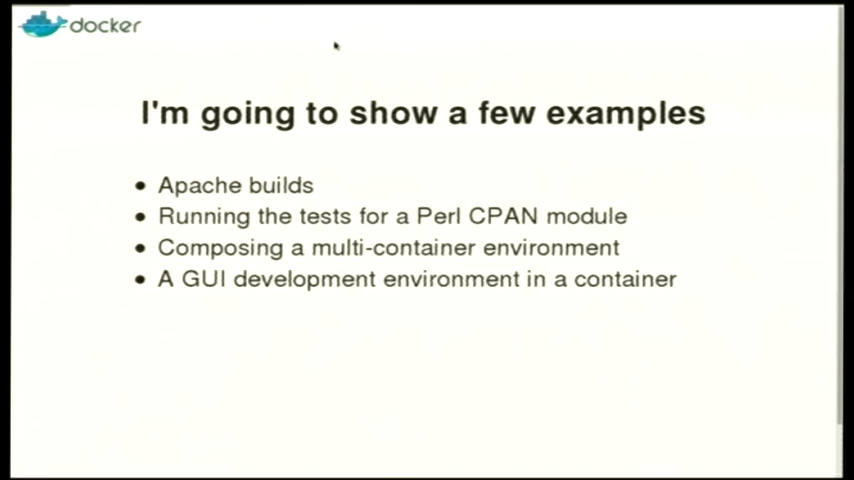 docker
I'm going to show a few examples
• Apache builds
• Running the tests for a Perl CPAN module
• Composing a multi-container environment
• A GUI development environment in a container